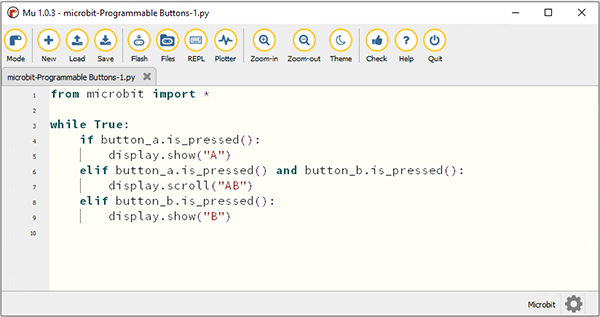 Mu 1.0.3 - microbit-Programmable Buttons-1.py
Mode New Load Save Flash Files REPL Plotter Zoom-in Zoom-out Theme Check Help Quit
microbit-Programmable Buttons-1.py
1 from microbit import *
2
3 while True:
4 if button_a.is_pressed():
5 display.show("A")
6 elif button_a.is_pressed() and button_b.is_pressed():
7 display.scroll("AB")
8 elif button_b.is_pressed():
9 display.show("B")
10
Microbit